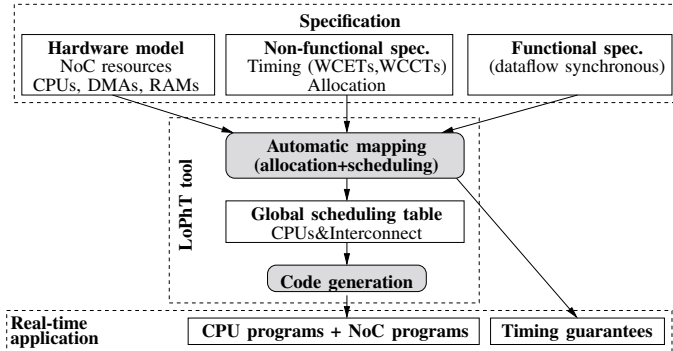 Specification
Hardware model
NoC resources
CPUs, DMAs, RAMs
Non-functional spec.
Timing (WCETs,WCCTs)
Allocation
Functional spec.
(dataflow synchronous)
LoPhT tool
Automatic mapping
(allocation+scheduling)
Global scheduling table
CPUs&Interconnect
Code generation
Real-time
application
CPU programs + NoC programs
Timing guarantees